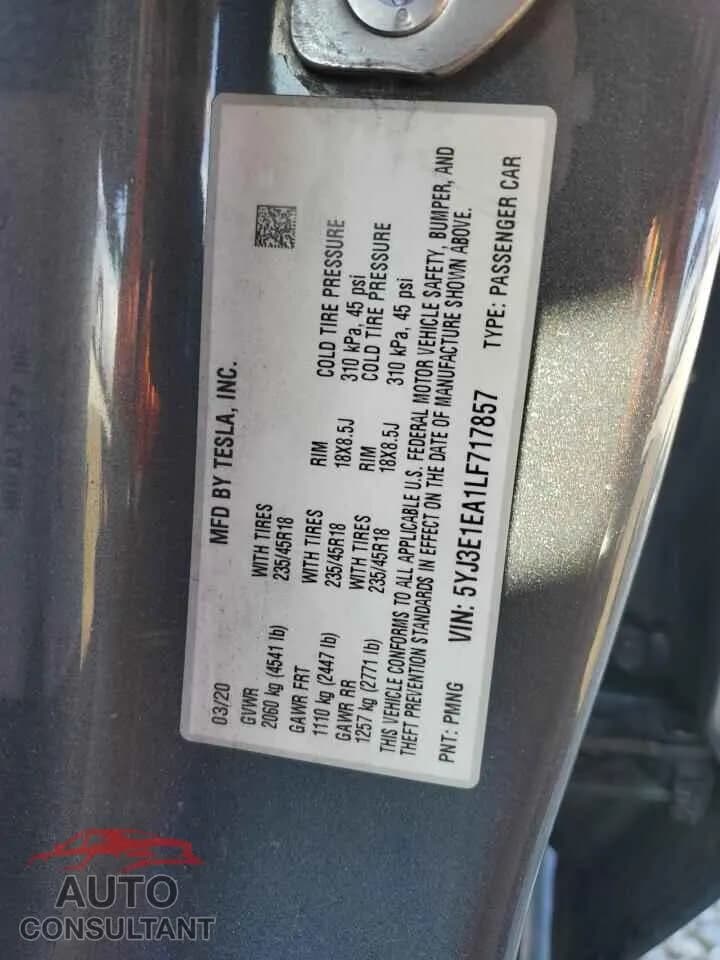 03/20 MFD BY TESLA, INC.
GVWR WITH TIRES RIM COLD TIRE PRESSURE
2060 kg (4541 lb) 235/45R18 18X8.5J 310 kPa, 45 psi
GAWR FRT WITH TIRES RIM COLD TIRE PRESSURE
1110 kg (2447 lb) 235/45R18 18X8.5J 310 kPa, 45 psi
GAWR RR WITH TIRES
1257 kg (2771 lb) 235/45R18
THIS VEHICLE CONFORMS TO ALL APPLICABLE U.S. FEDERAL MOTOR VEHICLE SAFETY, BUMPER, AND
THEFT PREVENTION STANDARDS IN EFFECT ON THE DATE OF MANUFACTURE SHOWN ABOVE.
PNT: PMNG VIN: 5YJ3E1EA1LF717857 TYPE: PASSENGER CAR
AUTO
CONSULTANT